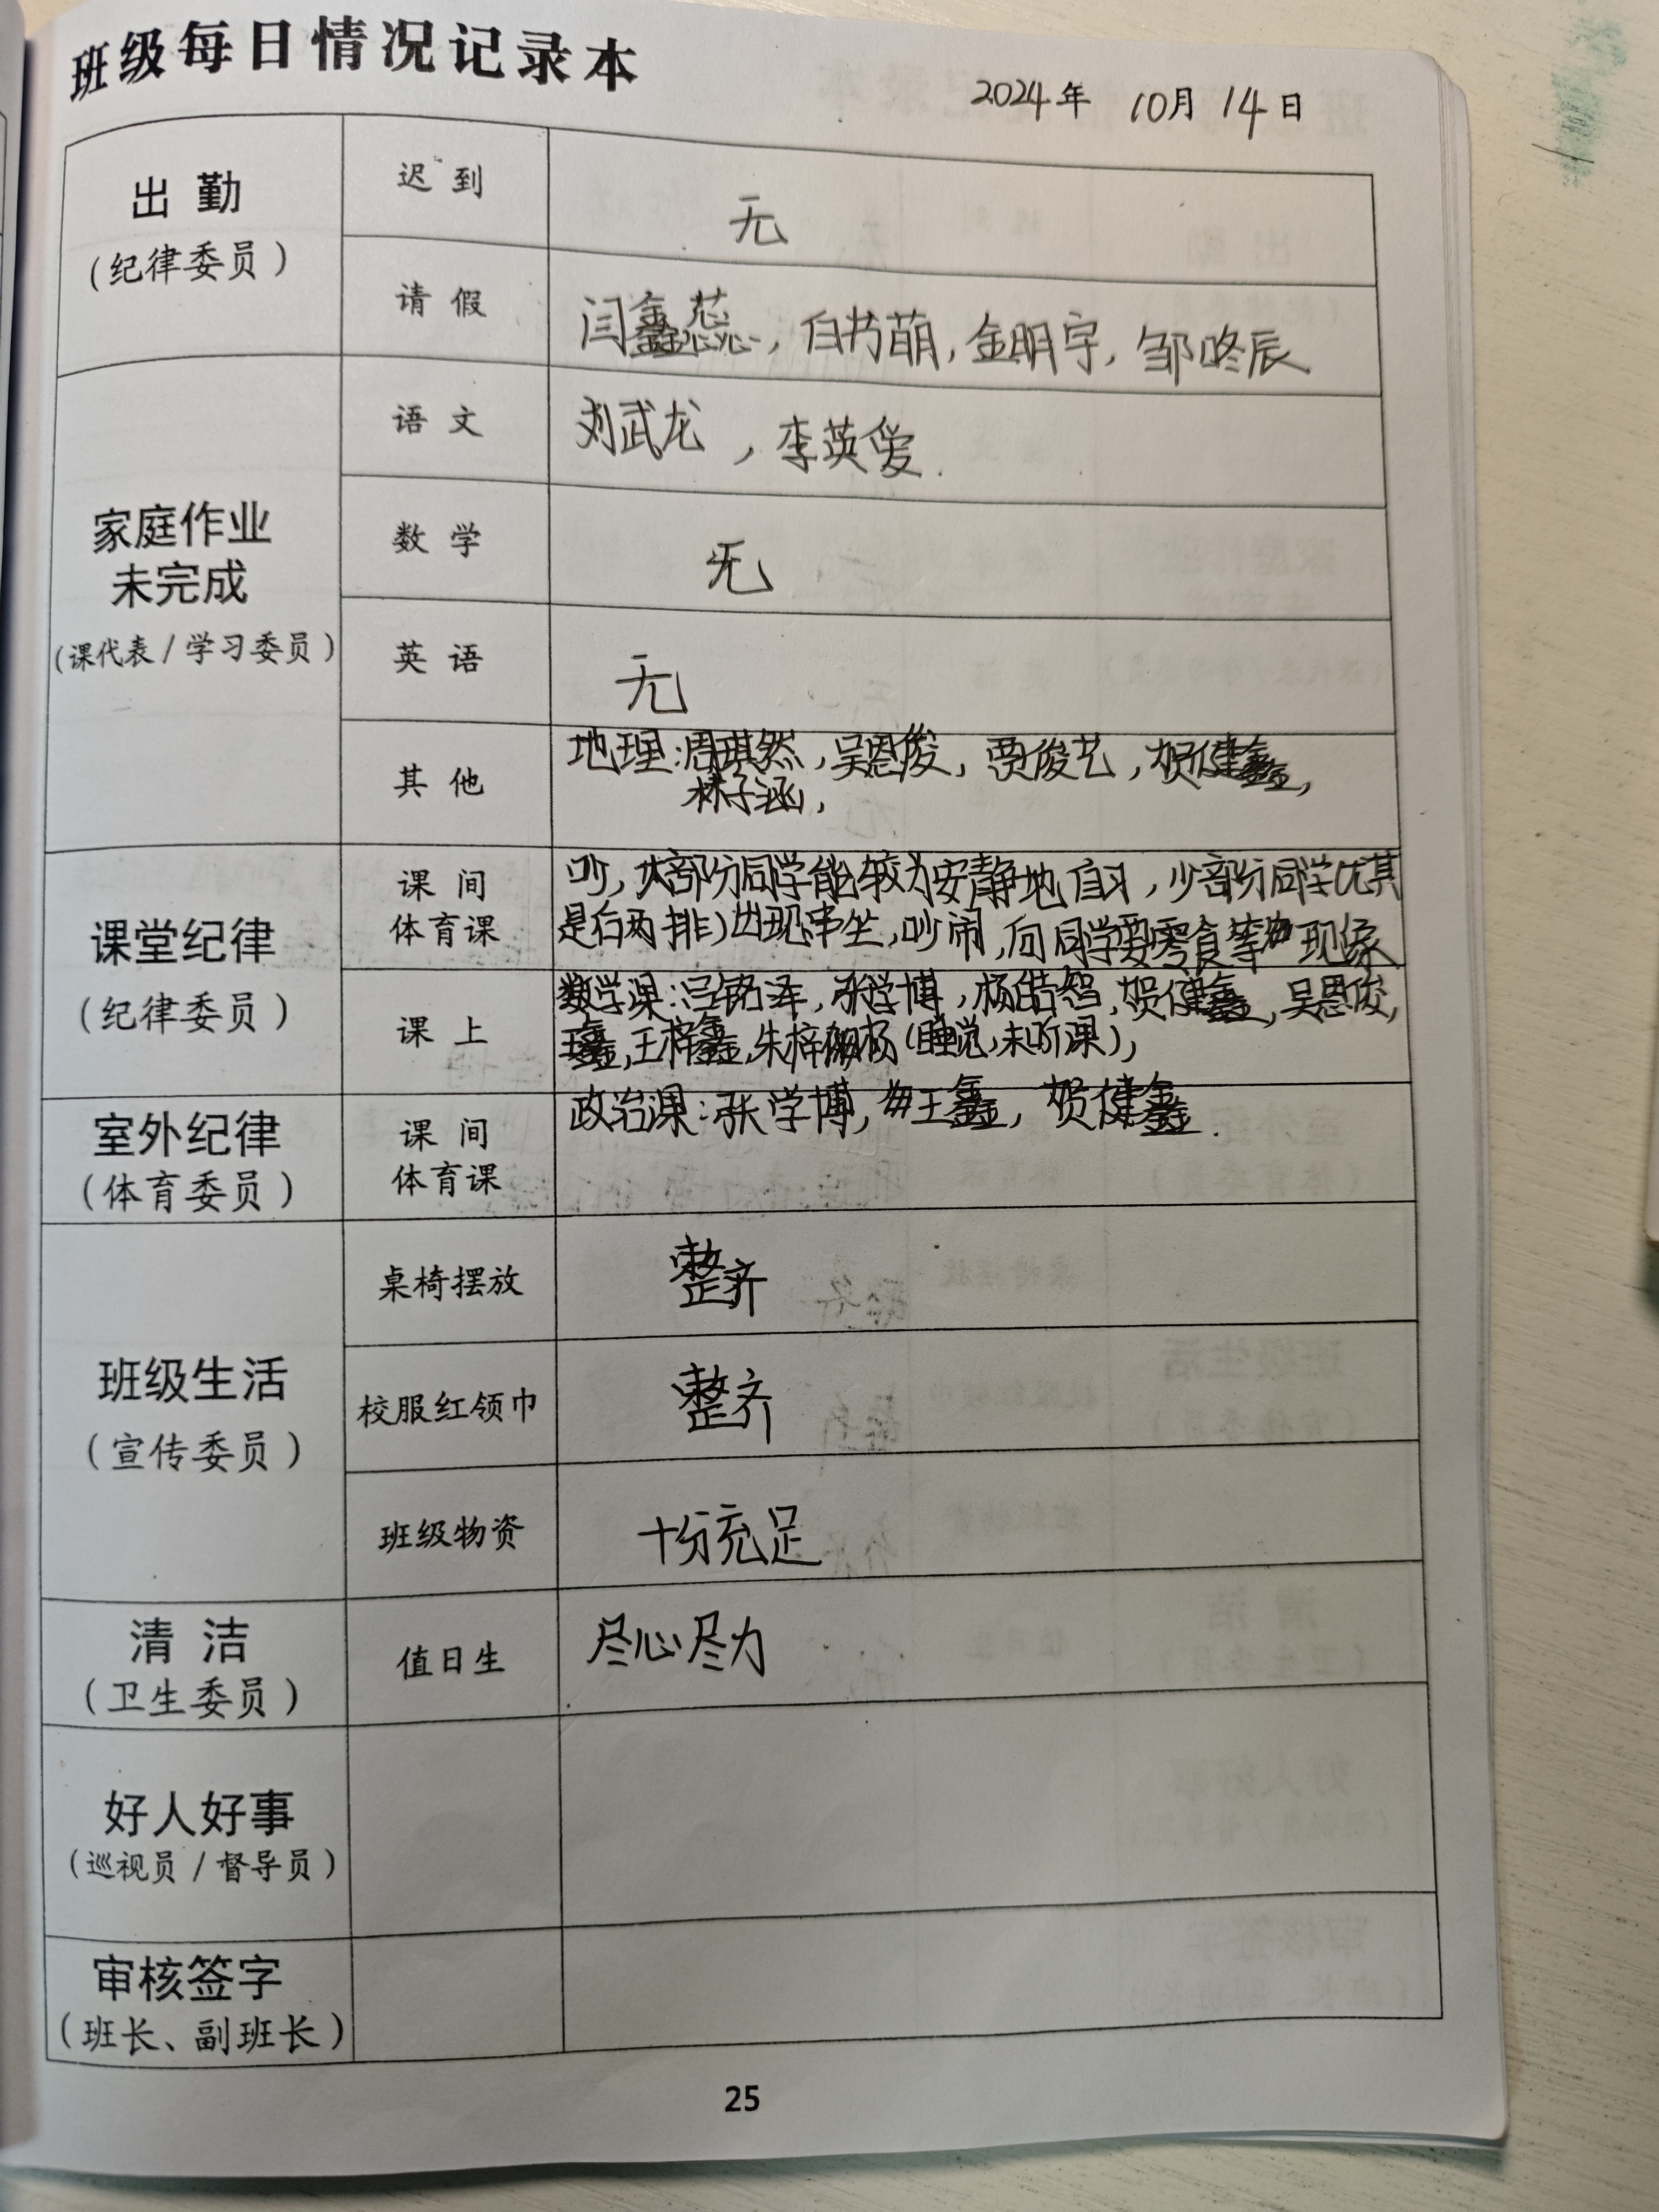 班级每日情况记录本
2024年 10月 14日
出 勤
（纪律委员）
迟 到
无
请 假
闫鑫蕊，白书萌，金明宇，邹咚辰
家庭作业
未完成
（课代表 / 学习委员）
语 文
刘武龙，李英爱.
数 学
无
英 语
无
其 他
地理：周琪然，吴恩俊，贾俊艺，贺健鑫，
林子涵，
课堂纪律
（纪律委员）
课 间
体育课
吵，大部分同学能较为安静地自习，少部分同学（尤其
是后两排）出现串坐，吵闹，向同学要零食等 现象
课 上
数学课：铭泽，张学博，杨皓智，贺健鑫，吴恩俊，
王鑫，王梓鑫，朱梓杨（睡觉，未听课），
政治课：张学博，王鑫，贺健鑫.
室外纪律
（体育委员）
课 间
体育课
班级生活
（宣传委员）
桌椅摆放
整齐
校服红领巾
整齐
班级物资
十分充足
清 洁
（卫生委员）
值日生
尽心尽力
好人好事
（巡视员 / 督导员）
审核签字
（班长、副班长）
25